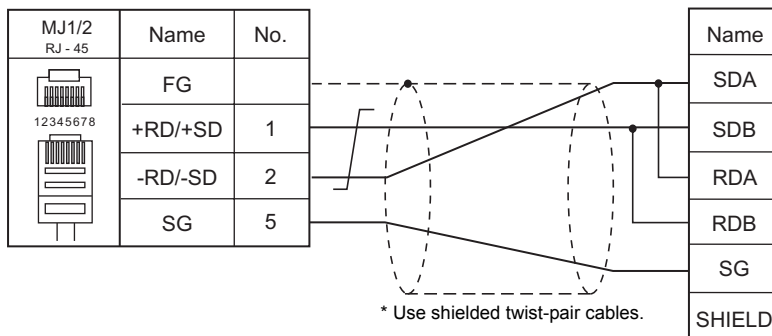 MJ1/2 Name No.
RJ - 45
12345678
FG
+RD/+SD 1
-RD/-SD 2
SG 5
Name
SDA
SDB
RDA
RDB
SG
SHIELD
* Use shielded twist-pair cables.